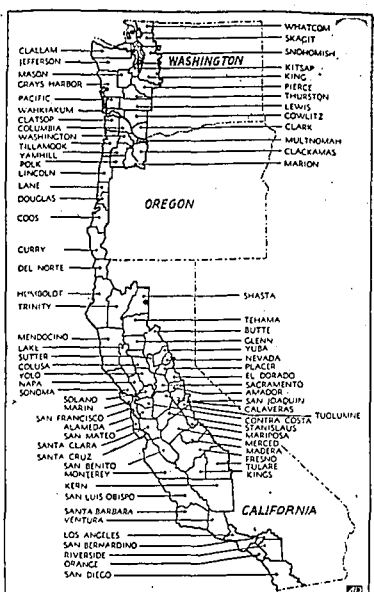 WHATCOM
SKAGIT
SNOHOMISH
KITSAP
KING
PIERCE
THURSTON
LEWIS
COWLITZ
CLARK
MULTNOMAH
CLACKAMAS
MARION
CLALLAM
JEFFERSON
MASON
GRAYS HARBOR
PACIFIC
WAHKIAKUM
CLATSOP
COLUMBIA
WASHINGTON
TILLAMOOK
YAMHILL
POLK
LINCOLN
LANE
DOUGLAS
COOS
CURRY
DEL NORTE
HUMBOLDT
TRINITY
MENDOCINO
LAKE
SUTTER
COLUSA
YOLO
NAPA
SONOMA
SOLANO
MARIN
SAN FRANCISCO
ALAMEDA
SAN MATEO
SANTA CLARA
SANTA CRUZ
SAN BENITO
MONTEREY
KERN
SAN LUIS OBISPO
SANTA BARBARA
VENTURA
LOS ANGELES
SAN BERNARDINO
RIVERSIDE
ORANGE
SAN DIEGO
WASHINGTON
OREGON
CALIFORNIA
SHASTA
TEHAMA
BUTTE
GLENN
YUBA
NEVADA
PLACER
EL DORADO
SACRAMENTO
AMADOR
SAN JOAQUIN
CALAVERAS
TUOLUMNE
CONTRA COSTA
STANISLAUS
MARIPOSA
MERCED
MADERA
FRESNO
TULARE
KINGS